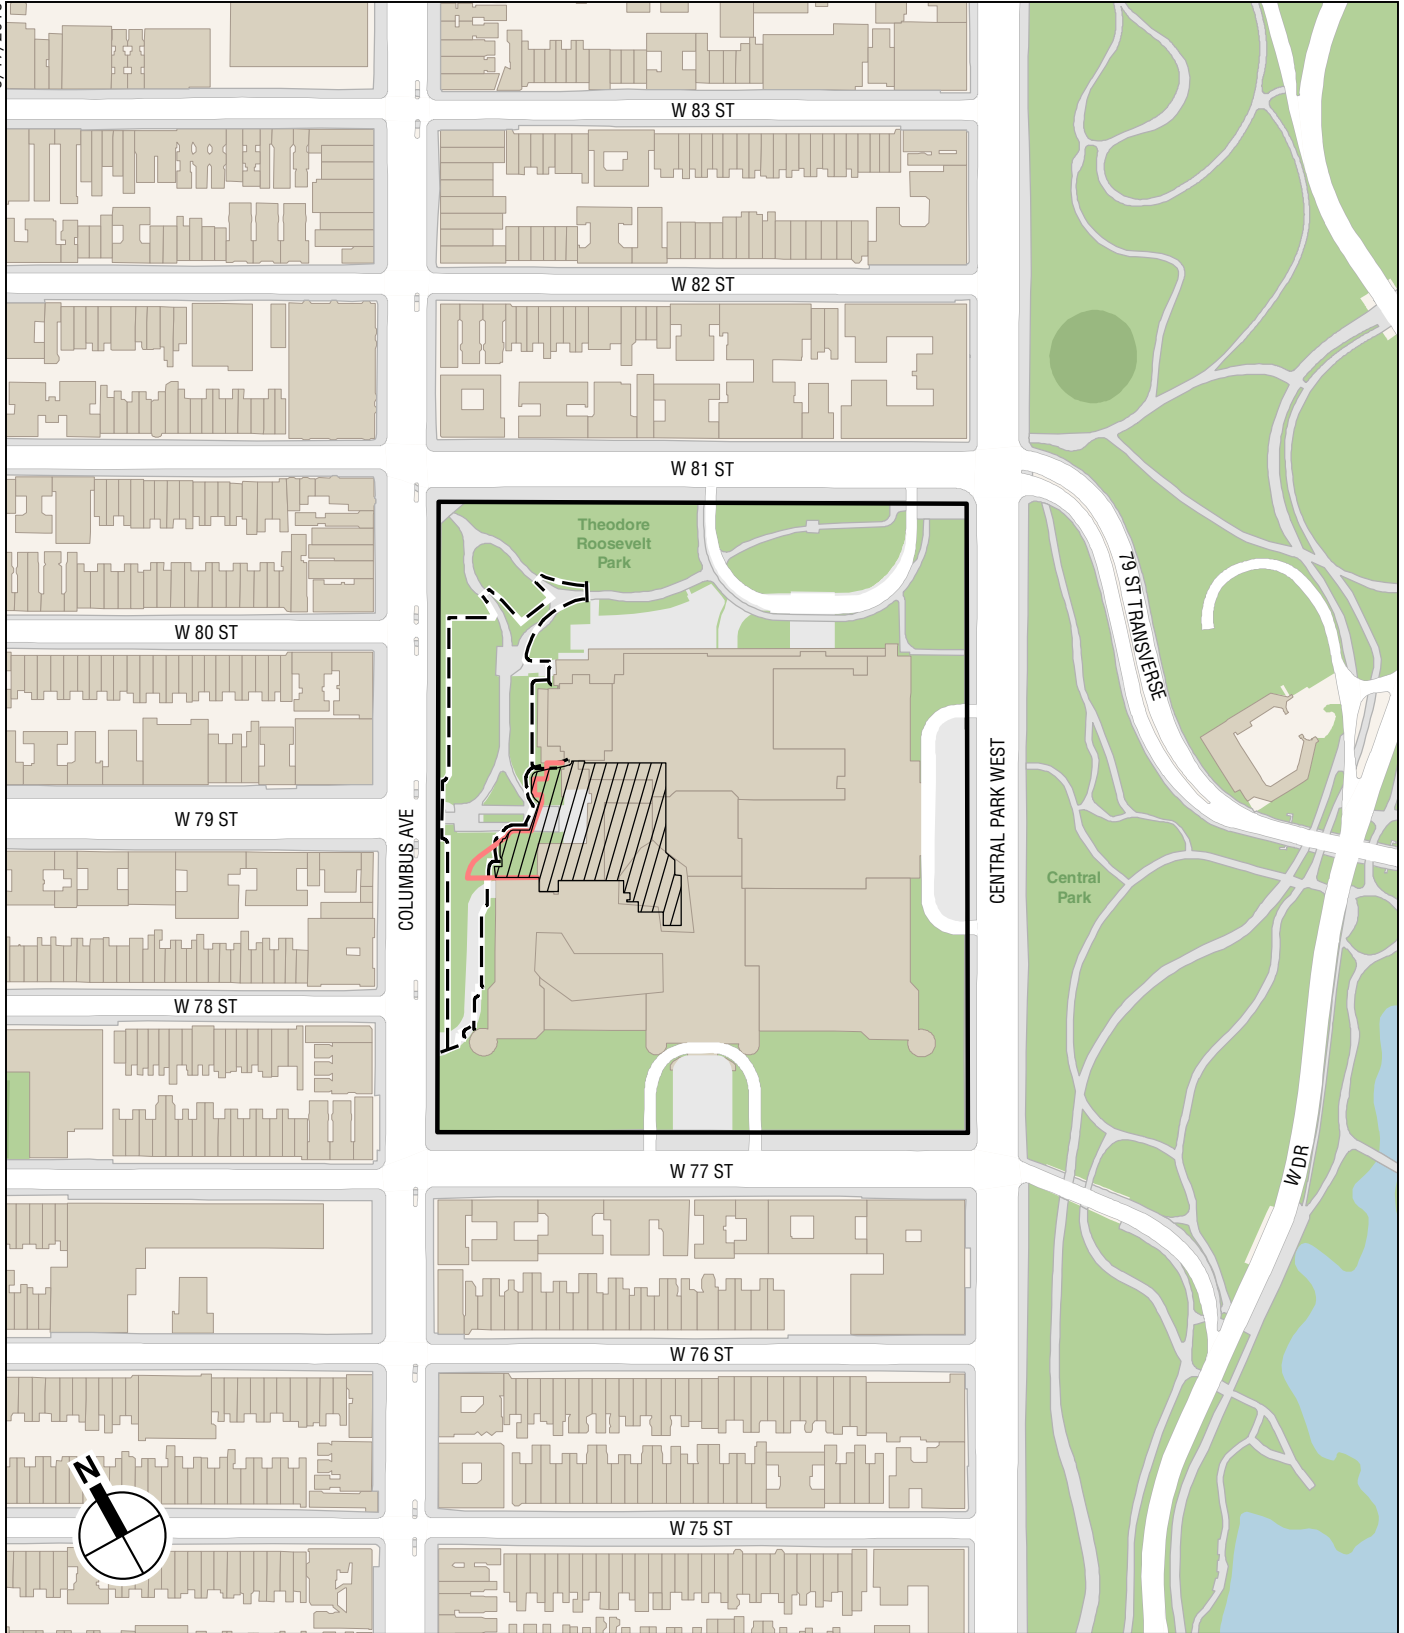 W 83 ST
W 82 ST
W 81 ST
Theodore
Roosevelt
Park
79 ST TRANSVERSE
W 80 ST
COLUMBUS AVE
W 79 ST
CENTRAL PARK WEST
Central
Park
W 78 ST
W 77 ST
W DR
W 76 ST
N
W 75 ST